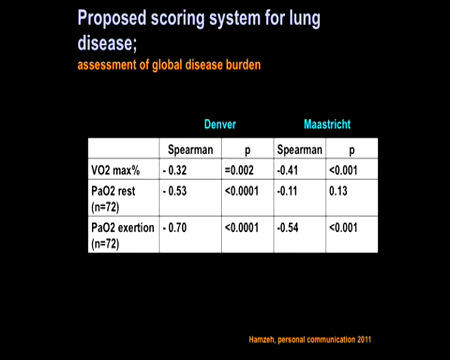 Proposed scoring system for lung
disease;
assessment of global disease burden
Denver Maastricht
Spearman p Spearman p
VO2 max% - 0.32 =0.002 -0.41 <0.001
PaO2 rest - 0.53 <0.0001 -0.11 0.13
(n=72)
PaO2 exertion - 0.70 <0.0001 -0.54 <0.001
(n=72)
Hamzeh, personal communication 2011